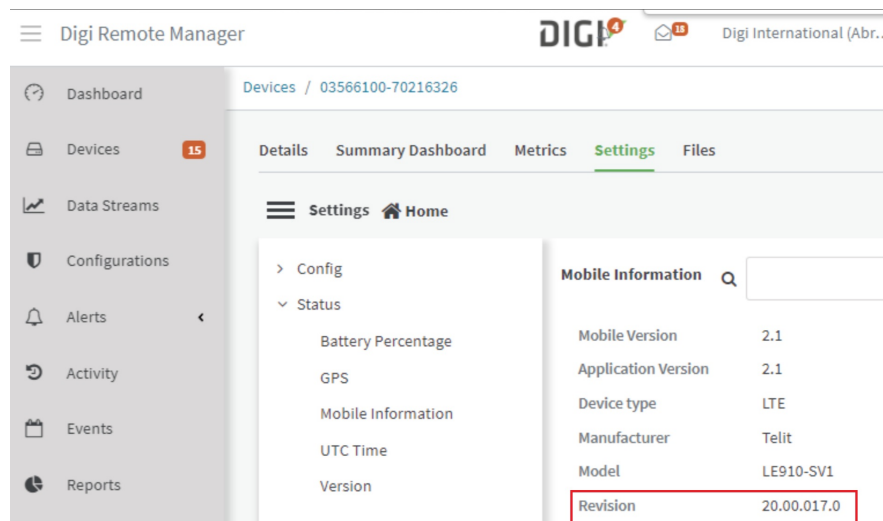 Digi Remote Manager
DIGI 4
18
Digi International (Abr..
Dashboard
Devices 15
Data Streams
Configurations
Alerts
Activity
Events
Reports
Devices / 03566100-70216326
Details Summary Dashboard Metrics Settings Files
Settings Home
Config
Status
Battery Percentage
GPS
Mobile Information
UTC Time
Version
Mobile Information
Mobile Version 2.1
Application Version 2.1
Device type LTE
Manufacturer Telit
Model LE910-SV1
Revision 20.00.017.0